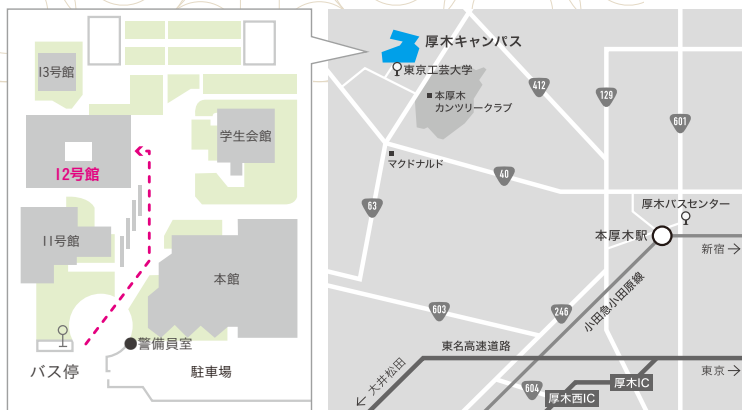 13号館
学生会館
12号館
11号館
本館
警備員室
バス停
駐車場
厚木キャンパス
東京工芸大学
本厚木
カンツリークラブ
マクドナルド
412
129
601
40
63
厚木バスセンター
本厚木駅
新宿→
小田急小田原線
603
246
東名高速道路
←大井松田
東京→
厚木IC
604
厚木西IC